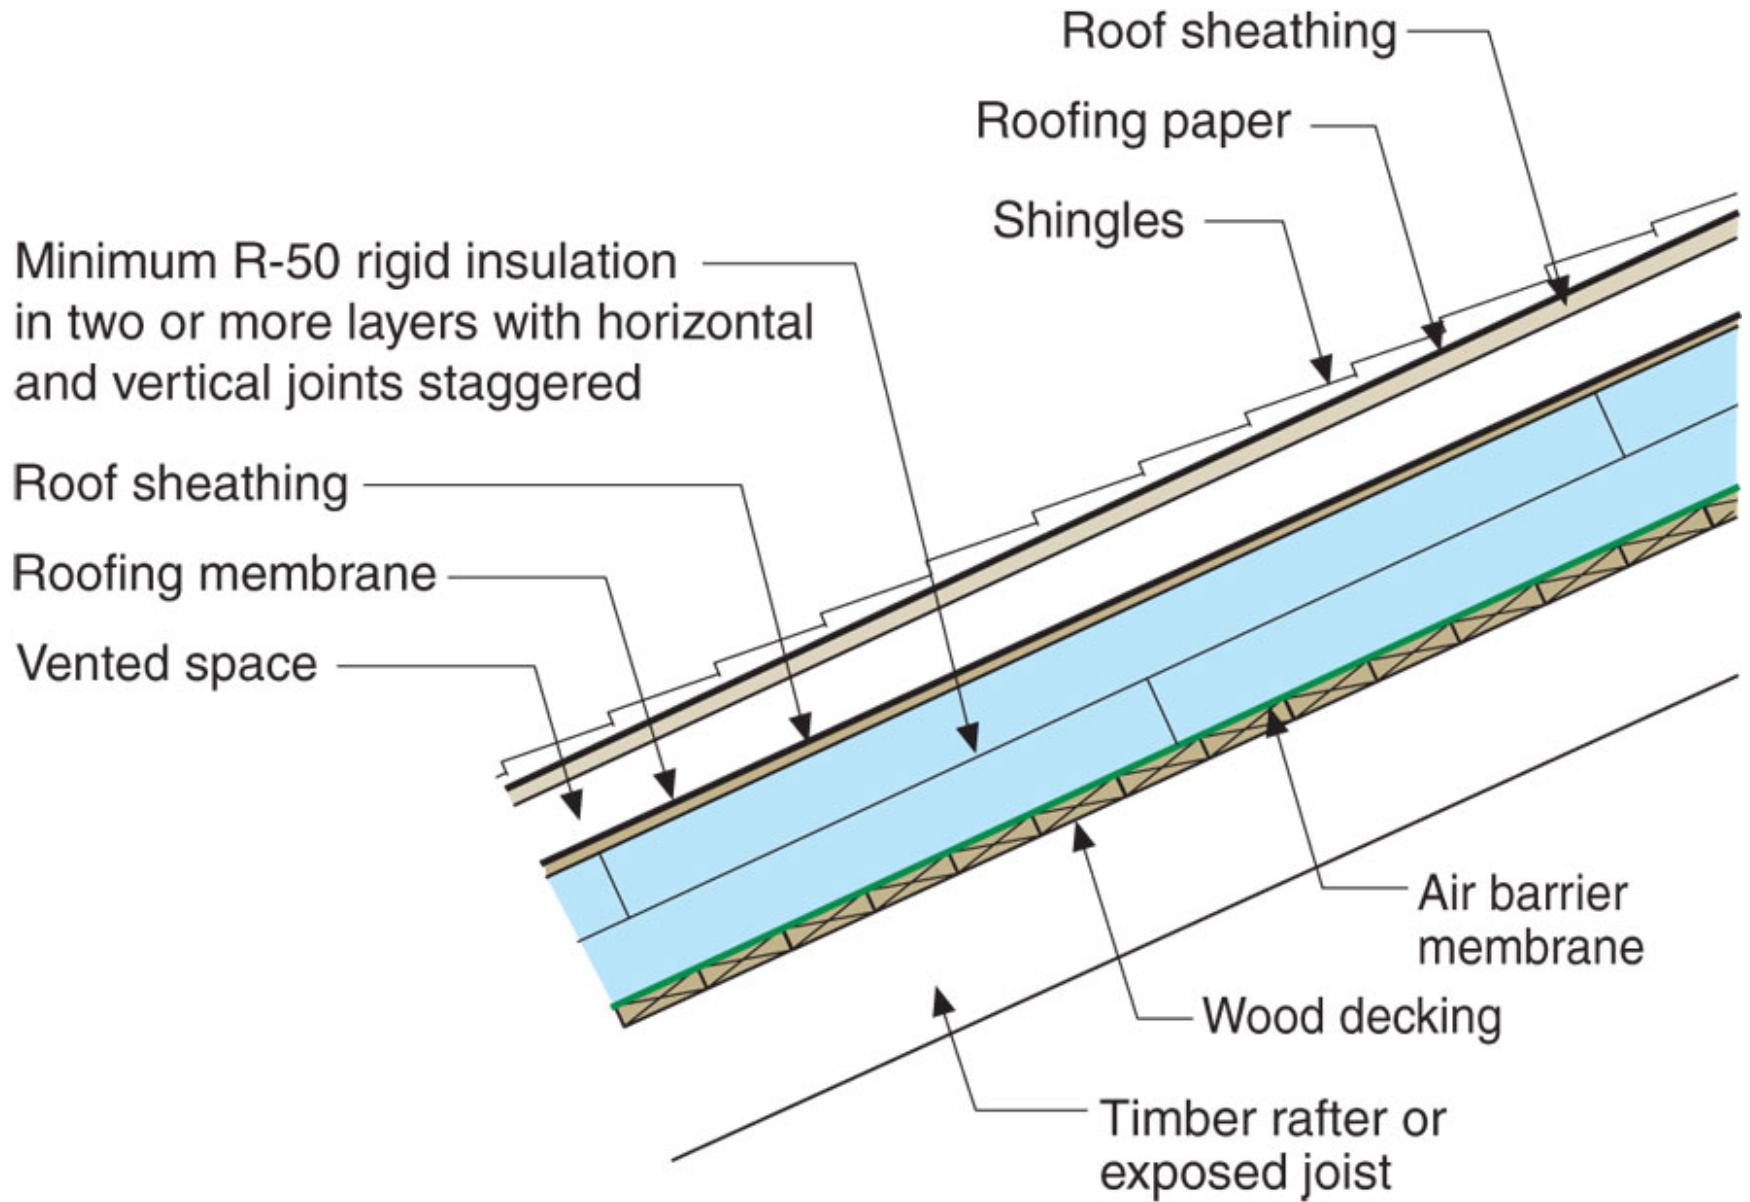 Roof sheathing
Roofing paper
Shingles
Minimum R-50 rigid insulation
in two or more layers with horizontal
and vertical joints staggered
Roof sheathing
Roofing membrane
Vented space
Air barrier
membrane
Wood decking
Timber rafter or
exposed joist